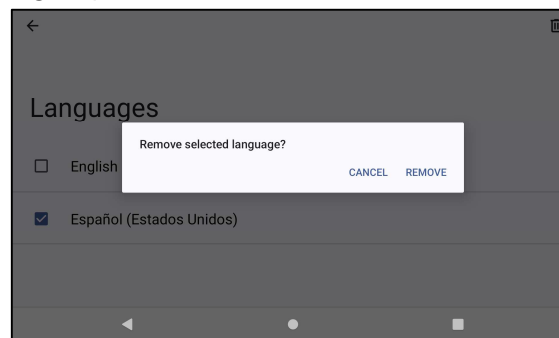 Languages
Remove selected language?
English
CANCEL REMOVE
Español (Estados Unidos)